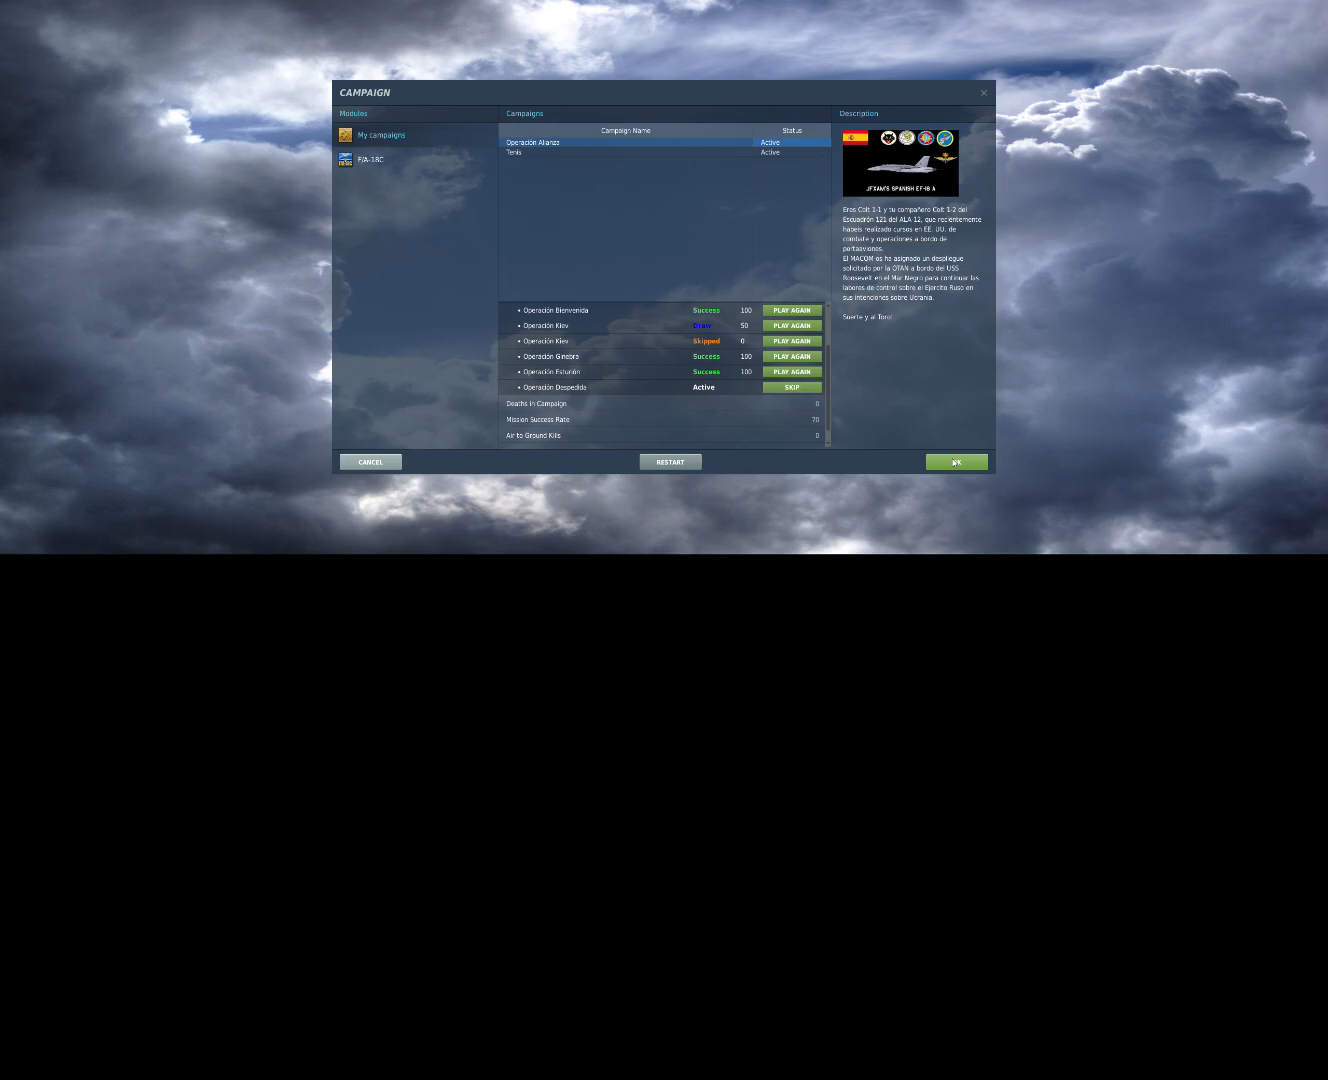 CAMPAIGN
Modules
Campaigns
Description
My campaigns
F/A-18C
Campaign Name Status
Operación Alianza Active
Tenis Active
JFXAW'S SPANISH EF-18 A
Eres Colt 1-1 y tu compañero Colt 1-2 del
Escuadrón 121 del ALA 12, que recientemente
habeis realizado cursos en EE. UU. de
combate y operaciones a bordo de
portaaviones.
El MACOM os ha asignado un despliegue
solicitado por la OTAN a bordo del USS
Roosevelt en el Mar Negro para continuar las
labores de control sobre el Ejercito Ruso en
sus intenciones sobre Ucrania.
Suerte y al Toro!
• Operación Bienvenida Success 100 PLAY AGAIN
• Operación Kiev Draw 50 PLAY AGAIN
• Operación Kiev Skipped 0 PLAY AGAIN
• Operación Ginebra Success 100 PLAY AGAIN
• Operación Esturión Success 100 PLAY AGAIN
• Operación Despedida Active SKIP
Deaths in Campaign 0
Mission Success Rate 70
Air to Ground Kills 0
CANCEL
RESTART
OK